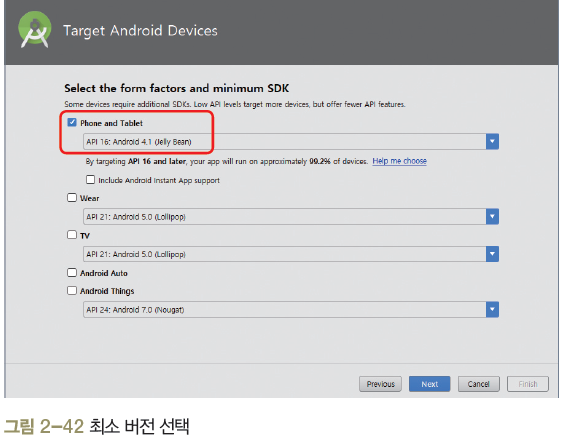 Target Android Devices
Select the form factors and minimum SDK
Some devices require additional SDKs. Low API levels target more devices, but offer fewer API features.
Phone and Tablet
API 16: Android 4.1 (Jelly Bean)
By targeting API 16 and later, your app will run on approximately 99.2% of devices. Help me choose
Include Android Instant App support
Wear
API 21: Android 5.0 (Lollipop)
TV
API 21: Android 5.0 (Lollipop)
Android Auto
Android Things
API 24: Android 7.0 (Nougat)
Previous Next Cancel Finish
그림 2-42 최소 버전 선택